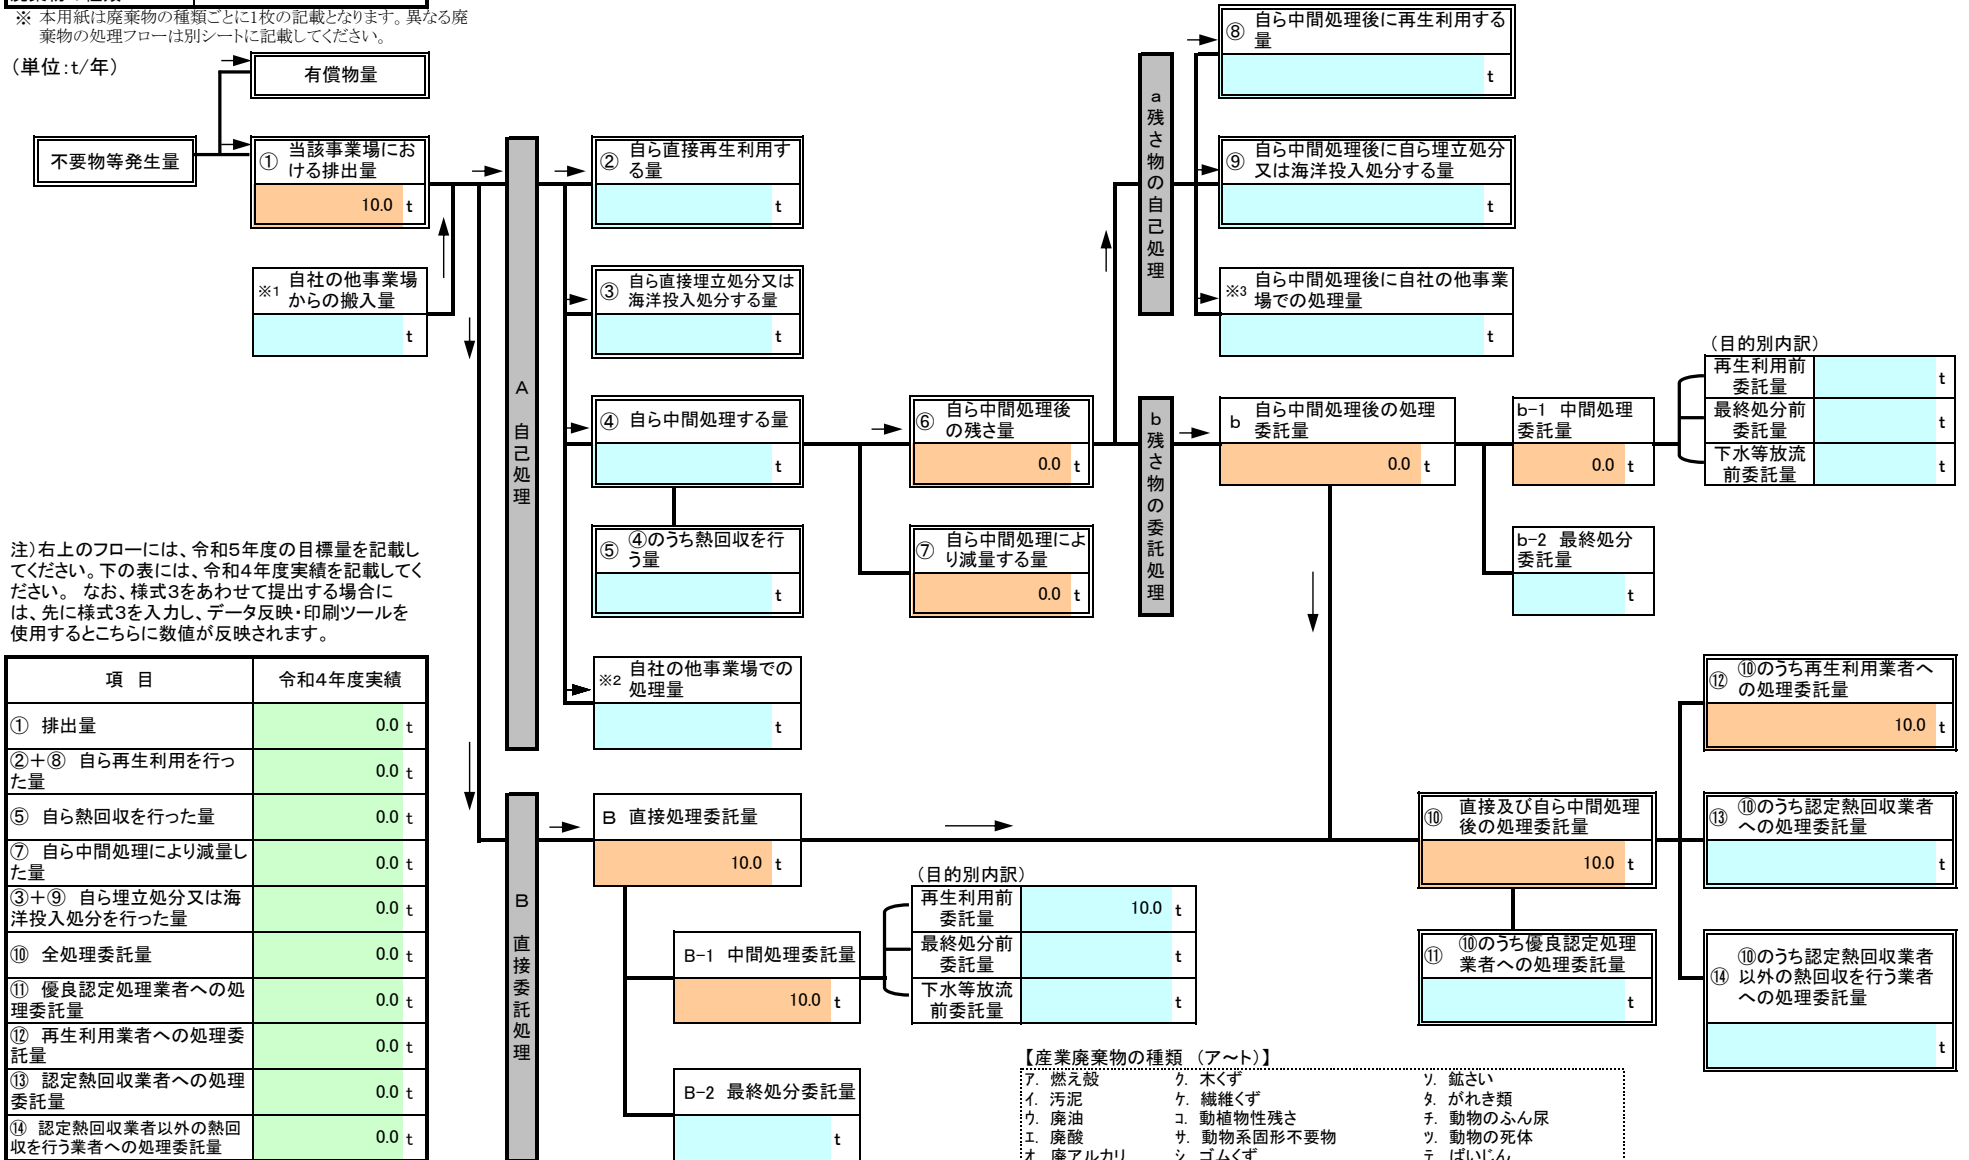 ※ 本用紙は廃棄物の種類ごとに1枚の記載となります。異なる廃
棄物の処理フローは別シートに記載してください。
（単位:t/年）
有償物量
不要物等発生量
① 当該事業場にお
ける排出量
10.0 t
※1 自社の他事業場
からの搬入量
t
A 自己処理
② 自ら直接再生利用す
る量
t
③ 自ら直接埋立処分又は
海洋投入処分する量
t
④ 自ら中間処理する量
t
⑤ ④のうち熱回収を行
う量
t
※2 自社の他事業場での
処理量
t
⑥ 自ら中間処理後
の残さ量
0.0 t
⑦ 自ら中間処理によ
り減量する量
0.0 t
a 残さ物の自己処理
⑧ 自ら中間処理後に再生利用する
量
t
⑨ 自ら中間処理後に自ら埋立処分
又は海洋投入処分する量
t
※3 自ら中間処理後に自社の他事業
場での処理量
t
b 残さ物の委託処理
b 自ら中間処理後の処理
委託量
0.0 t
b-1 中間処理
委託量
0.0 t
b-2 最終処分
委託量
t
（目的別内訳）
再生利用前
委託量
t
最終処分前
委託量
t
下水等放流
前委託量
t
注）右上のフローには、令和5年度の目標量を記載し
てください。下の表には、令和4年度実績を記載してく
ださい。 なお、様式3をあわせて提出する場合に
は、先に様式3を入力し、データ反映・印刷ツールを
使用するとこちらに数値が反映されます。
項 目 令和4年度実績
① 排出量 0.0 t
②＋⑧ 自ら再生利用を行っ
た量 0.0 t
⑤ 自ら熱回収を行った量 0.0 t
⑦ 自ら中間処理により減量し
た量 0.0 t
③＋⑨ 自ら埋立処分又は海
洋投入処分を行った量 0.0 t
⑩ 全処理委託量 0.0 t
⑪ 優良認定処理業者への処
理委託量 0.0 t
⑫ 再生利用業者への処理委
託量 0.0 t
⑬ 認定熱回収業者への処理
委託量 0.0 t
⑭ 認定熱回収業者以外の熱回
収を行う業者への処理委託量 0.0 t
B 直接委託処理
B 直接処理委託量
10.0 t
B-1 中間処理委託量
10.0 t
B-2 最終処分委託量
t
（目的別内訳）
再生利用前
委託量
10.0 t
最終処分前
委託量
t
下水等放流
前委託量
t
⑩ 直接及び自ら中間処理
後の処理委託量
10.0 t
⑪ ⑩のうち優良認定処理
業者への処理委託量
t
⑫ ⑩のうち再生利用業者へ
の処理委託量
10.0 t
⑬ ⑩のうち認定熱回収業者
への処理委託量
t
⑭ ⑩のうち認定熱回収業者
以外の熱回収を行う業者
への処理委託量
t
【産業廃棄物の種類 （ア～ト）】
ア. 燃え殻 ク. 木くず ソ. 鉱さい
イ. 汚泥 ケ. 繊維くず タ. がれき類
ウ. 廃油 コ. 動植物性残さ チ. 動物のふん尿
エ. 廃酸 サ. 動物系固形不要物 ツ. 動物の死体
オ. 廃アルカリ シ. ゴムくず テ. ばいじん